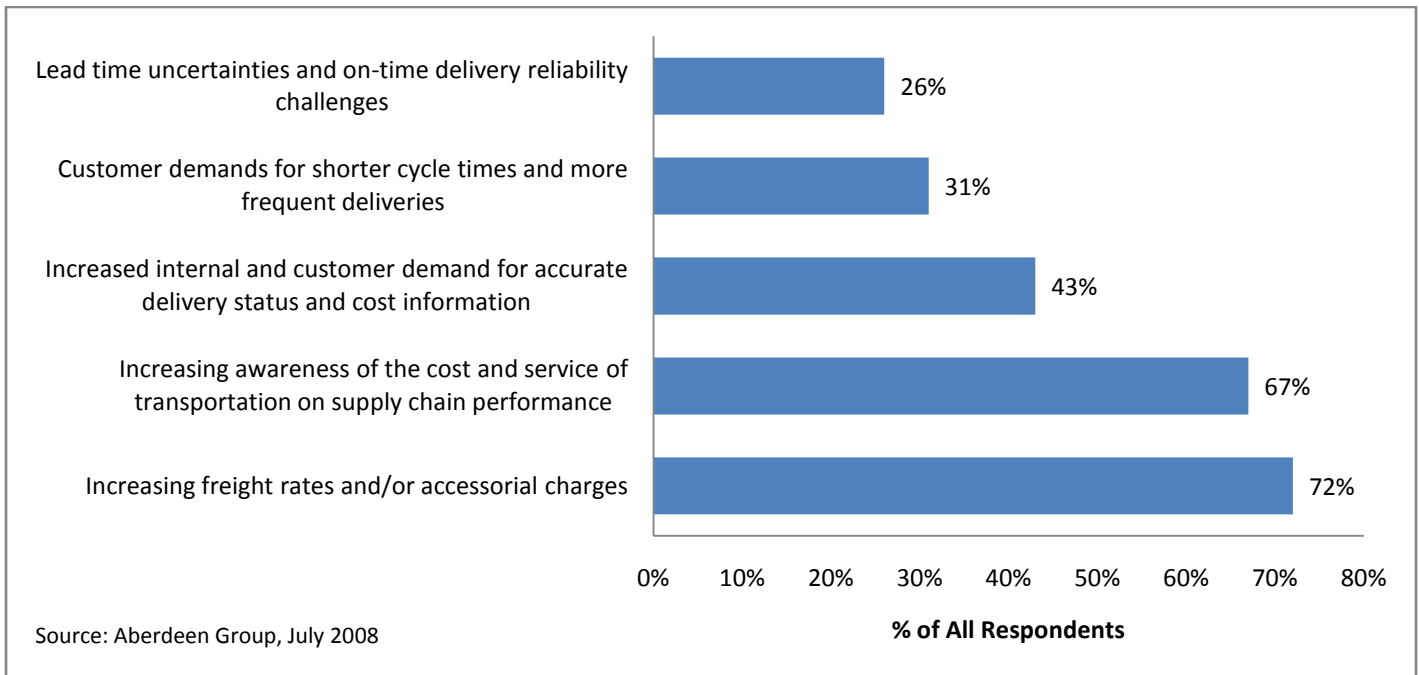 Lead time uncertainties and on-time delivery reliability
challenges
26%
Customer demands for shorter cycle times and more
frequent deliveries
31%
Increased internal and customer demand for accurate
delivery status and cost information
43%
Increasing awareness of the cost and service of
transportation on supply chain performance
67%
Increasing freight rates and/or accessorial charges
72%
0% 10% 20% 30% 40% 50% 60% 70% 80%
% of All Respondents
Source: Aberdeen Group, July 2008